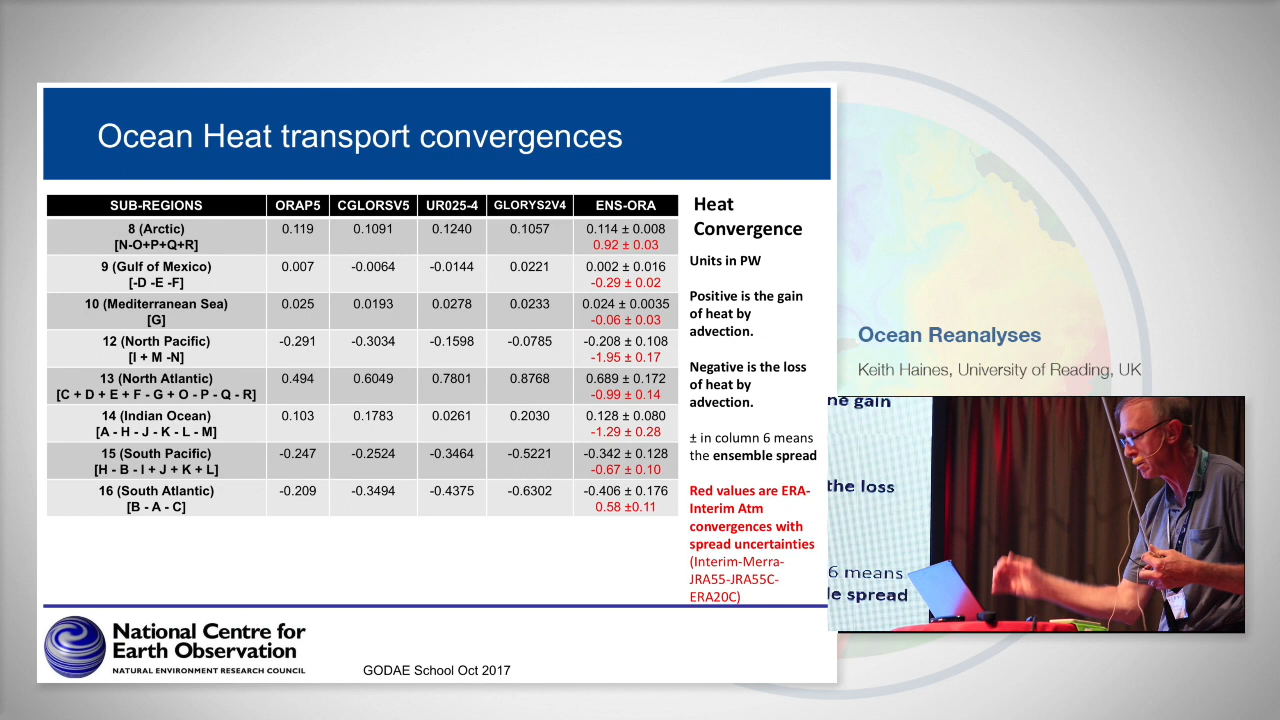 Ocean Heat transport convergences
SUB-REGIONS ORAP5 CGLORSV5 UR025-4 GLORYS2V4 ENS-ORA
8 (Arctic) 0.119 0.1091 0.1240 0.1057 0.114 ± 0.008
[N-O+P+Q+R] 0.92 ± 0.03
9 (Gulf of Mexico) 0.007 -0.0064 -0.0144 0.0221 0.002 ± 0.016
[-D -E -F] -0.29 ± 0.02
10 (Mediterranean Sea) 0.025 0.0193 0.0278 0.0233 0.024 ± 0.0035
[G] -0.06 ± 0.03
12 (North Pacific) -0.291 -0.3034 -0.1598 -0.0785 -0.208 ± 0.108
[I + M -N] -1.95 ± 0.17
13 (North Atlantic) 0.494 0.6049 0.7801 0.8768 0.689 ± 0.172
[C + D + E + F - G + O - P - Q - R] -0.99 ± 0.14
14 (Indian Ocean) 0.103 0.1783 0.0261 0.2030 0.128 ± 0.080
[A - H - J - K - L - M] -1.29 ± 0.28
15 (South Pacific) -0.247 -0.2524 -0.3464 -0.5221 -0.342 ± 0.128
[H - B - I + J + K + L] -0.67 ± 0.10
16 (South Atlantic) -0.209 -0.3494 -0.4375 -0.6302 -0.406 ± 0.176
[B - A - C] 0.58 ±0.11
Heat
Convergence
Units in PW
Positive is the gain
of heat by
advection.
Negative is the loss
of heat by
advection.
± in column 6 means
the ensemble spread
Red values are ERA-
Interim Atm
convergences with
spread uncertainties
(Interim-Merra-
JRA55-JRA55C-
ERA20C)
National Centre for
Earth Observation
NATURAL ENVIRONMENT RESEARCH COUNCIL
GODAE School Oct 2017
Ocean Reanalyses
Keith Haines, University of Reading, UK
ne gain
the loss
6 means
le spread